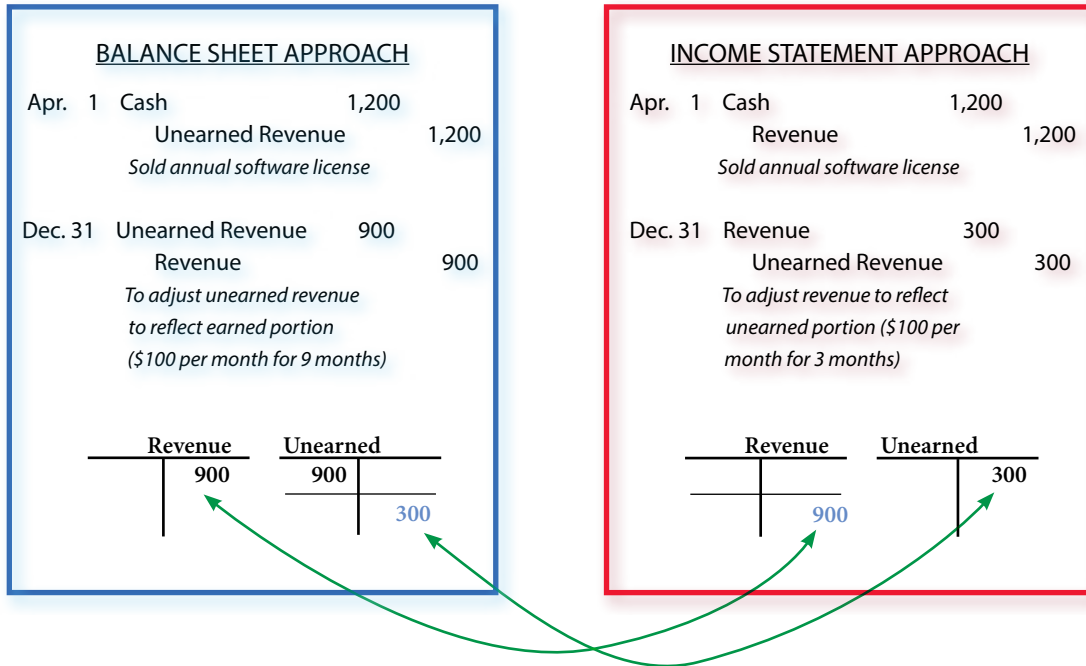 BALANCE SHEET APPROACH
Apr. 1 Cash 1,200
Unearned Revenue 1,200
Sold annual software license
Dec. 31 Unearned Revenue 900
Revenue 900
To adjust unearned revenue
to reflect earned portion
($100 per month for 9 months)
Revenue Unearned
900 900
300
INCOME STATEMENT APPROACH
Apr. 1 Cash 1,200
Revenue 1,200
Sold annual software license
Dec. 31 Revenue 300
Unearned Revenue 300
To adjust revenue to reflect
unearned portion ($100 per
month for 3 months)
Revenue Unearned
300
900